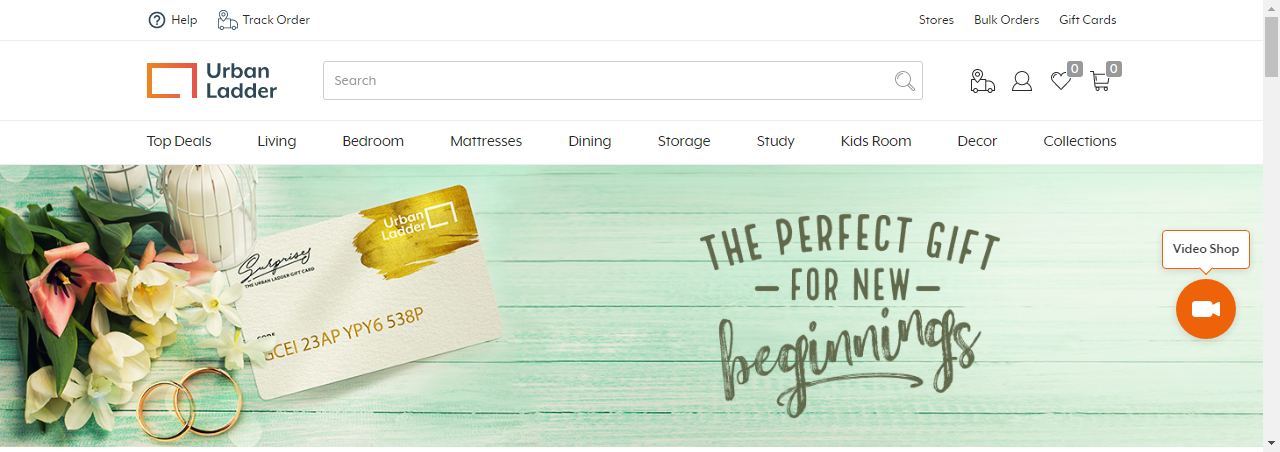 Help
Track Order
Stores
Bulk Orders
Gift Cards
Urban
Ladder
Search
0
0
Top Deals
Living
Bedroom
Mattresses
Dining
Storage
Study
Kids Room
Decor
Collections
Urban
Ladder
Surprises
THE URBAN LADDER GIFT CARD
CODE
GCEI 23AP YPY6 538P
THE PERFECT GIFT
FOR NEW
beginnings
Video Shop